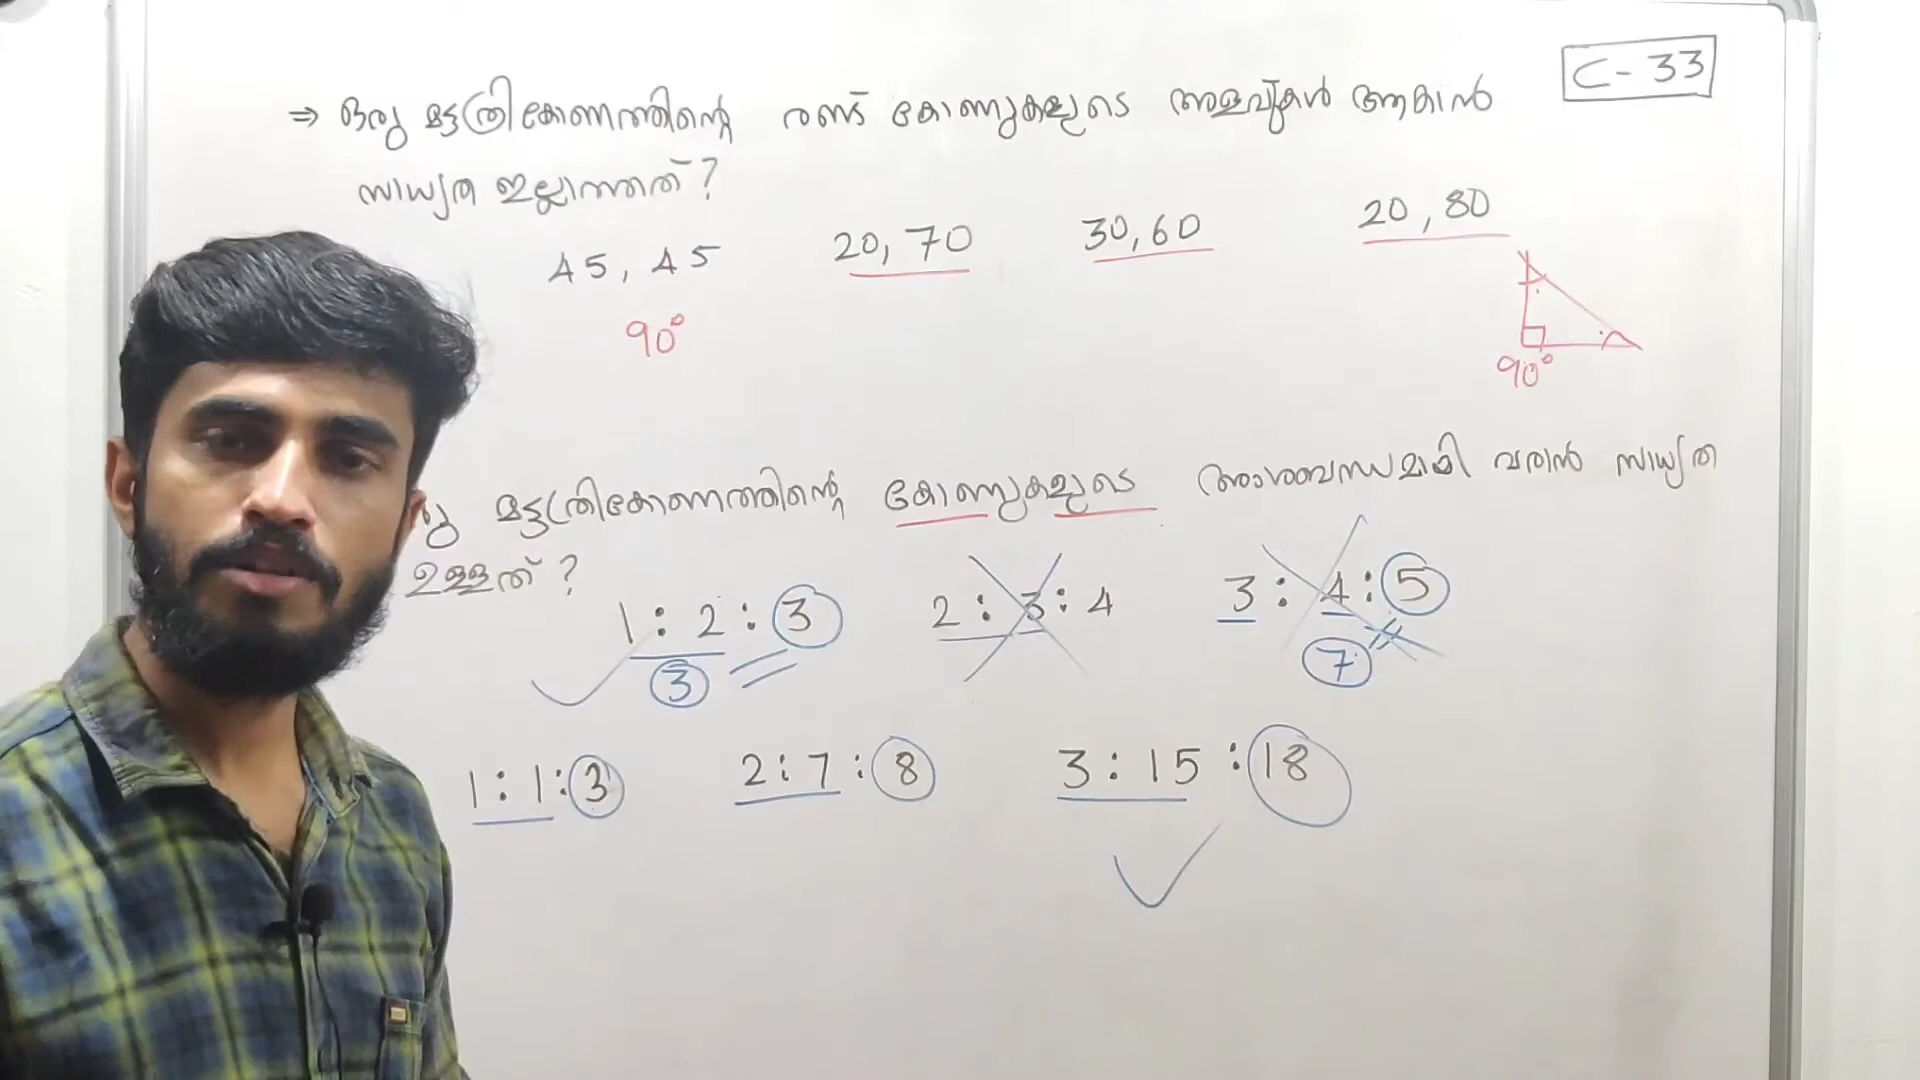 C-33
⇒ ഒരു മട്ടത്രികോണത്തിന്റെ രണ്ട് കോണുകളുടെ അളവുകൾ ആകാൻ
സാധ്യത ഇല്ലാത്തത് ?
45, 45 20, 70 30, 60 20, 80
90°
90°
രു മട്ടത്രികോണത്തിന്റെ കോണുകളുടെ അംശബന്ധമായി വരാൻ സാധ്യത
ഉള്ളത് ?
1 : 2 : 3 2 : 3 : 4 3 : 4 : 5
3 7
1 : 1 : 3 2 : 7 : 8 3 : 15 : 18